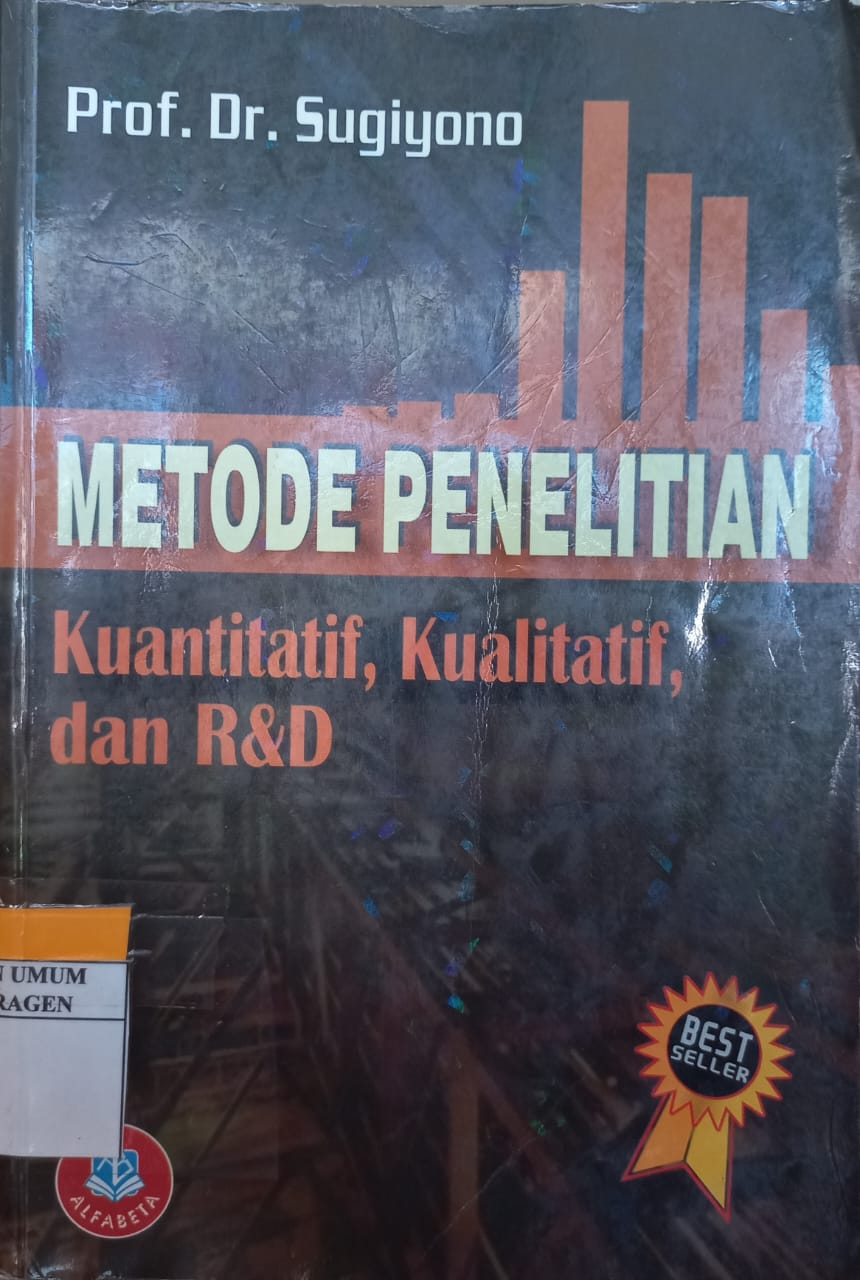 Prof. Dr. Sugiyono
METODE PENELITIAN
Kuantitatif, Kualitatif,
dan R&D
N UMUM
RAGEN
BEST
SELLER
ALFABETA